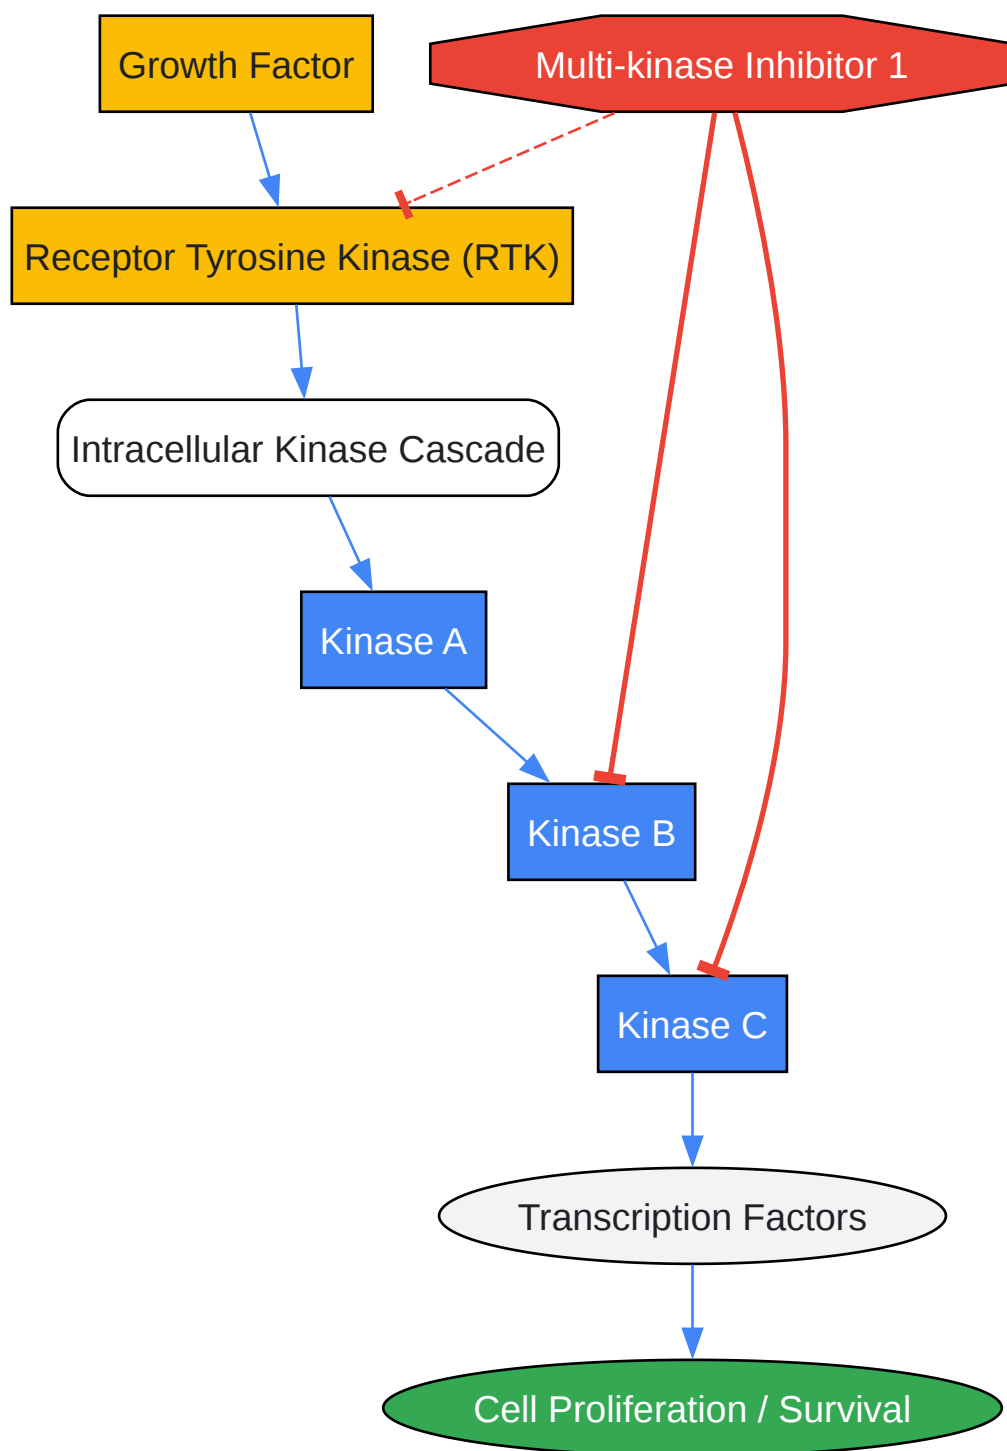 Growth Factor
Multi-kinase Inhibitor 1
Receptor Tyrosine Kinase (RTK)
Intracellular Kinase Cascade
Kinase A
Kinase B
Kinase C
Transcription Factors
Cell Proliferation / Survival